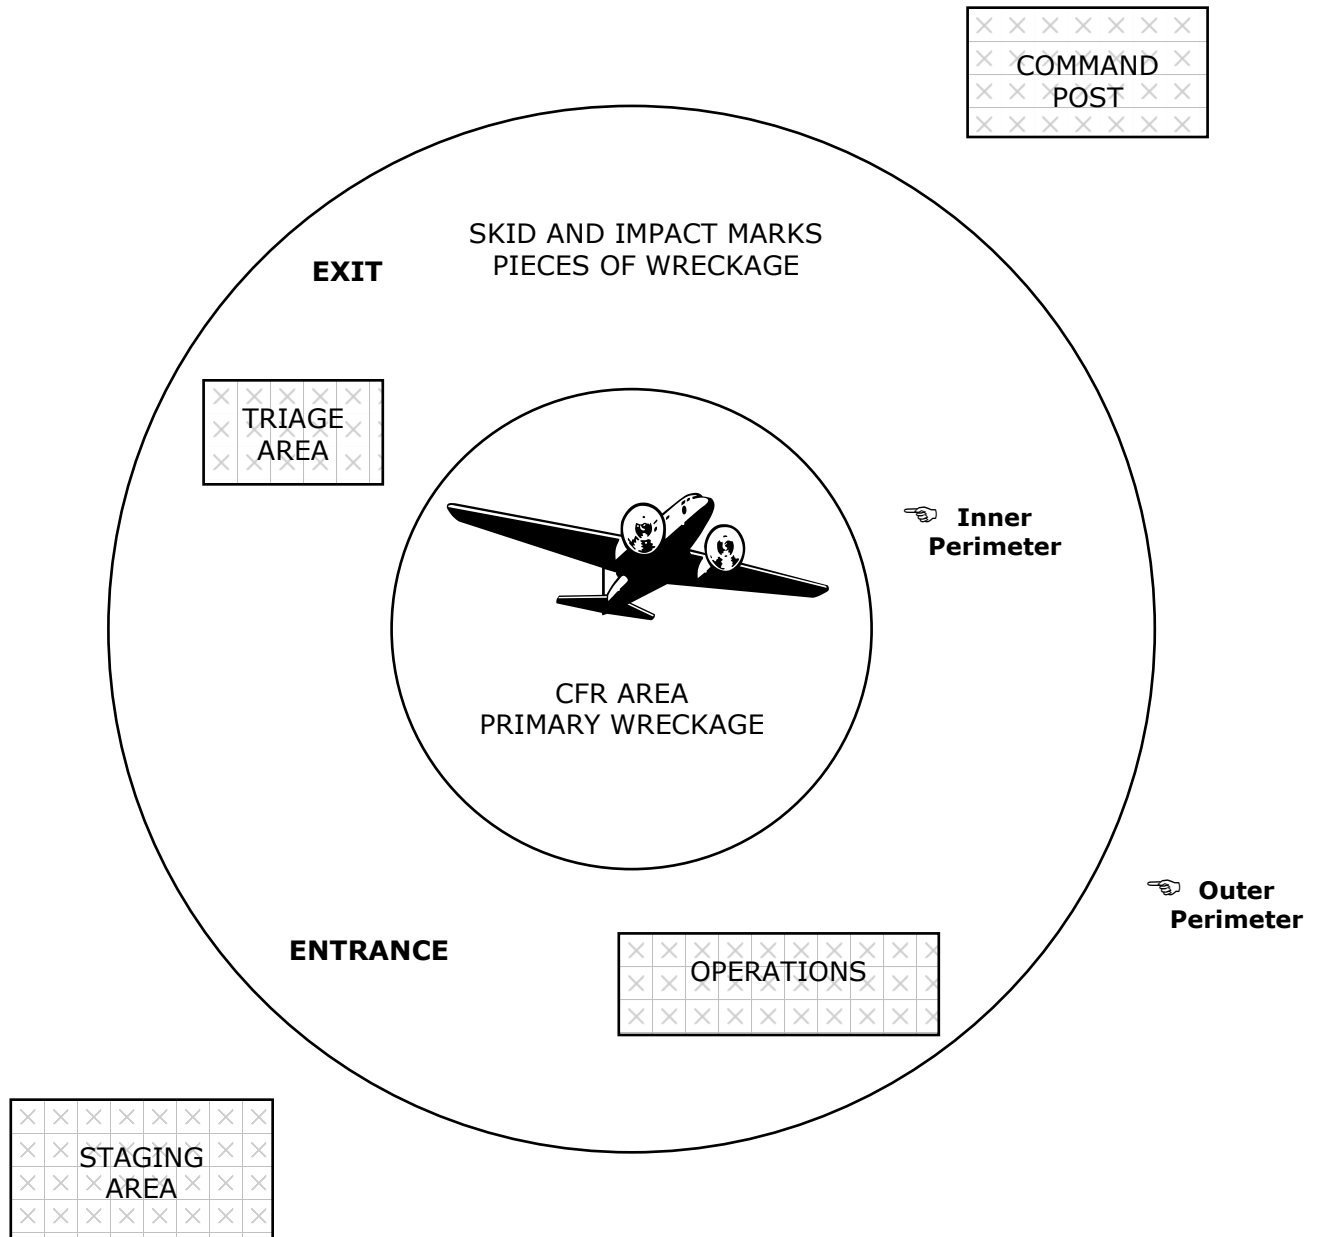 COMMAND
POST
SKID AND IMPACT MARKS
PIECES OF WRECKAGE
EXIT
TRIAGE
AREA
☜ Inner
Perimeter
CFR AREA
PRIMARY WRECKAGE
☜ Outer
Perimeter
ENTRANCE
OPERATIONS
STAGING
AREA